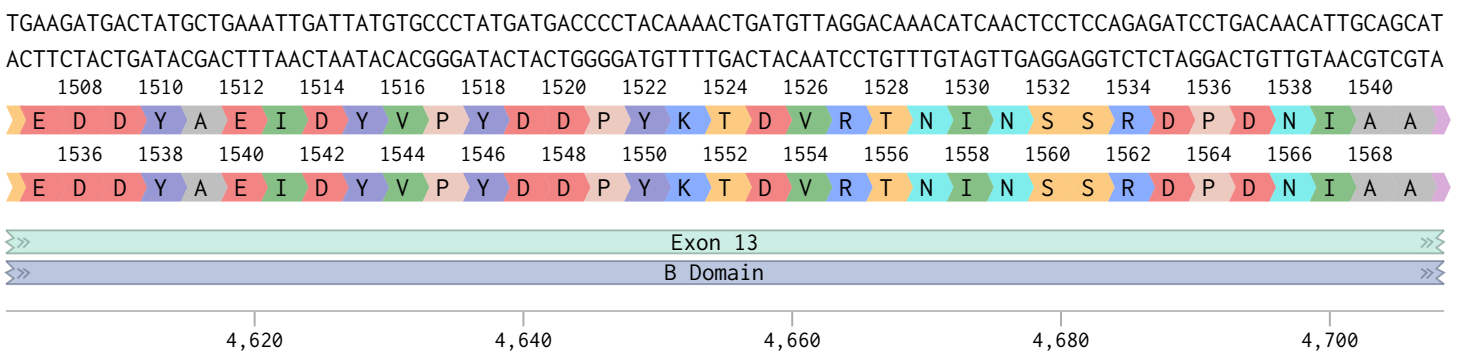 TGAAGATGACTATGCTGAAATTGATTATGTGCCCTATGATGACCCCTACAAAACTGATGTTAGGACAAACATCAACTCCTCCAGAGATCCTGACAACATTGCAGCAT
ACTTCTACTGATACGACTTTAACTAATACACGGGATACTACTGGGGATGTTTTGACTACAATCCTGTTTGTAGTTGAGGAGGTCTCTAGGACTGTTGTAACGTCGTA
1508 1510 1512 1514 1516 1518 1520 1522 1524 1526 1528 1530 1532 1534 1536 1538 1540
E D D Y A E I D Y V P Y D D P Y K T D V R T N I N S S R D P D N I A A
1536 1538 1540 1542 1544 1546 1548 1550 1552 1554 1556 1558 1560 1562 1564 1566 1568
E D D Y A E I D Y V P Y D D P Y K T D V R T N I N S S R D P D N I A A
Exon 13
B Domain
4,620 4,640 4,660 4,680 4,700